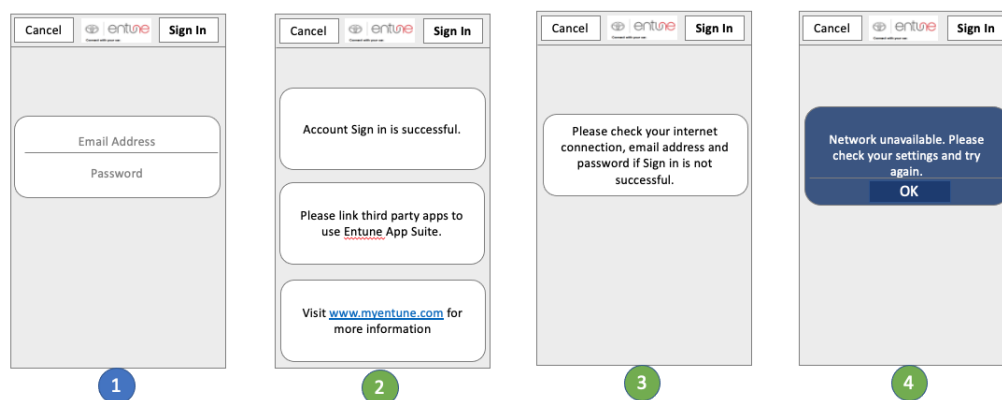 Cancel
entune
Sign In
Email Address
Password
1
Cancel
entune
Sign In
Account Sign in is successful.
Please link third party apps to
use Entune App Suite.
Visit www.myentune.com for
more information
2
Cancel
entune
Sign In
Please check your internet
connection, email address and
password if Sign in is not
successful.
3
Cancel
entune
Sign In
Network unavailable. Please
check your settings and try
again.
OK
4